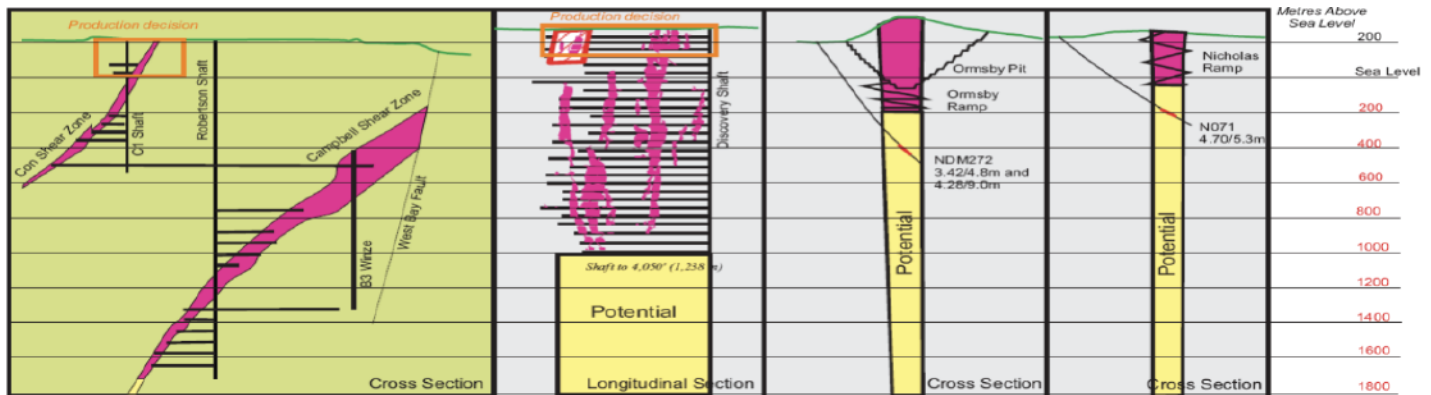 Production decision
Con Shear Zone
C1 Shaft
Robertson Shaft
Campbell Shear Zone
West Bay Fault
B3 Winze
Cross Section
Production decision
Discovery Shaft
Shaft to 4,050' (1,238 m)
Potential
Longitudinal Section
Ormsby Pit
Ormsby
Ramp
NDM272
3.42/4.8m and
4.28/9.0m
Potential
Cross Section
Nicholas
Ramp
N071
4.70/5.3m
Potential
Cross Section
Metres Above
Sea Level
200
Sea Level
200
400
600
800
1000
1200
1400
1600
1800